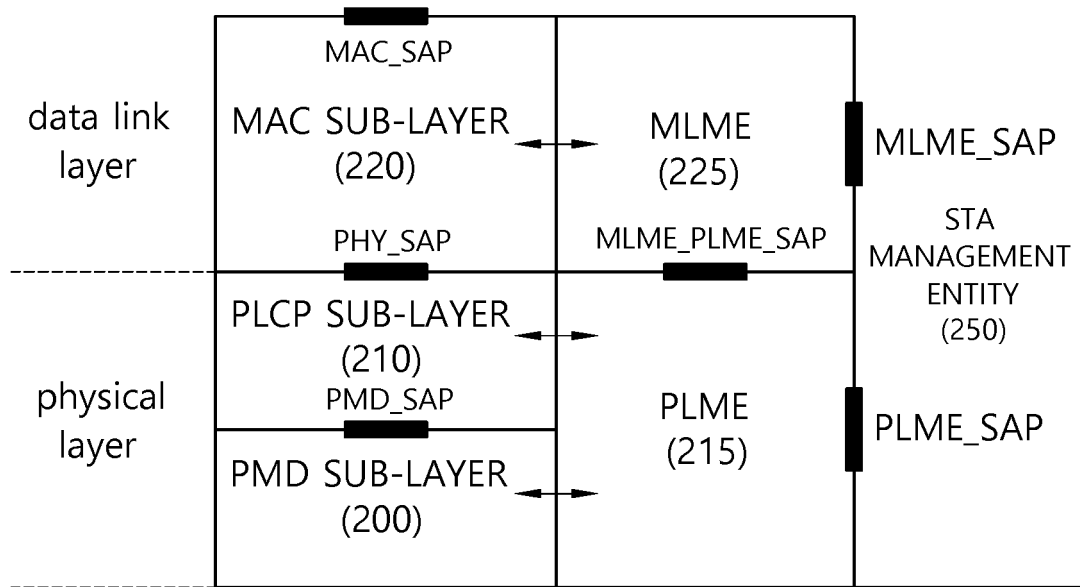 MAC_SAP
data link
layer
MAC SUB-LAYER
(220)
MLME
(225)
MLME_SAP
PHY_SAP
MLME_PLME_SAP
STA
MANAGEMENT
ENTITY
(250)
PLCP SUB-LAYER
(210)
physical
layer
PMD_SAP
PLME
(215)
PLME_SAP
PMD SUB-LAYER
(200)